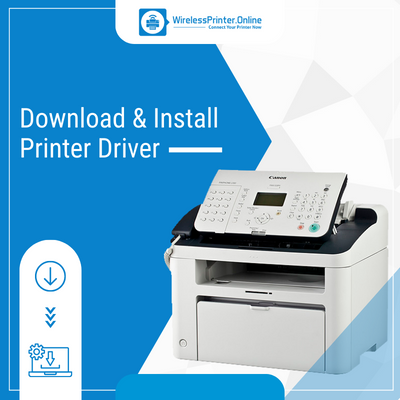 WirelessPrinter.Online
Connect Your Printer Now
Download & Install
Printer Driver
Canon